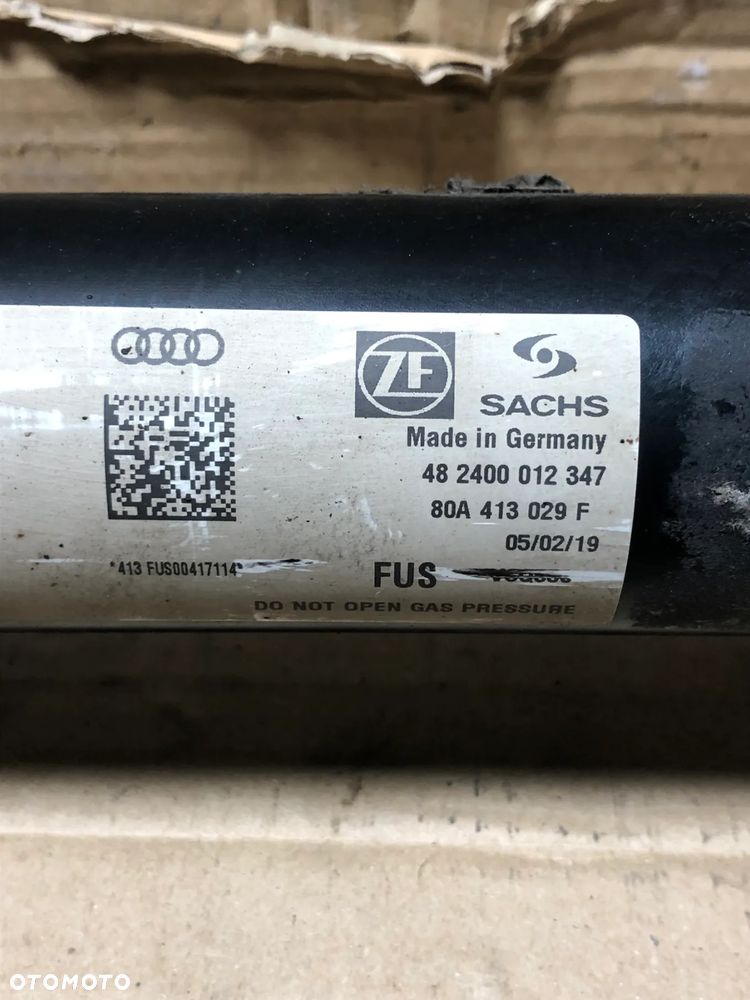 ZF
SACHS
Made in Germany
48 2400 012 347
80A 413 029 F
05/02/19
*413 FUS00417114*
FUS
DO NOT OPEN GAS PRESSURE
OTOMOTO